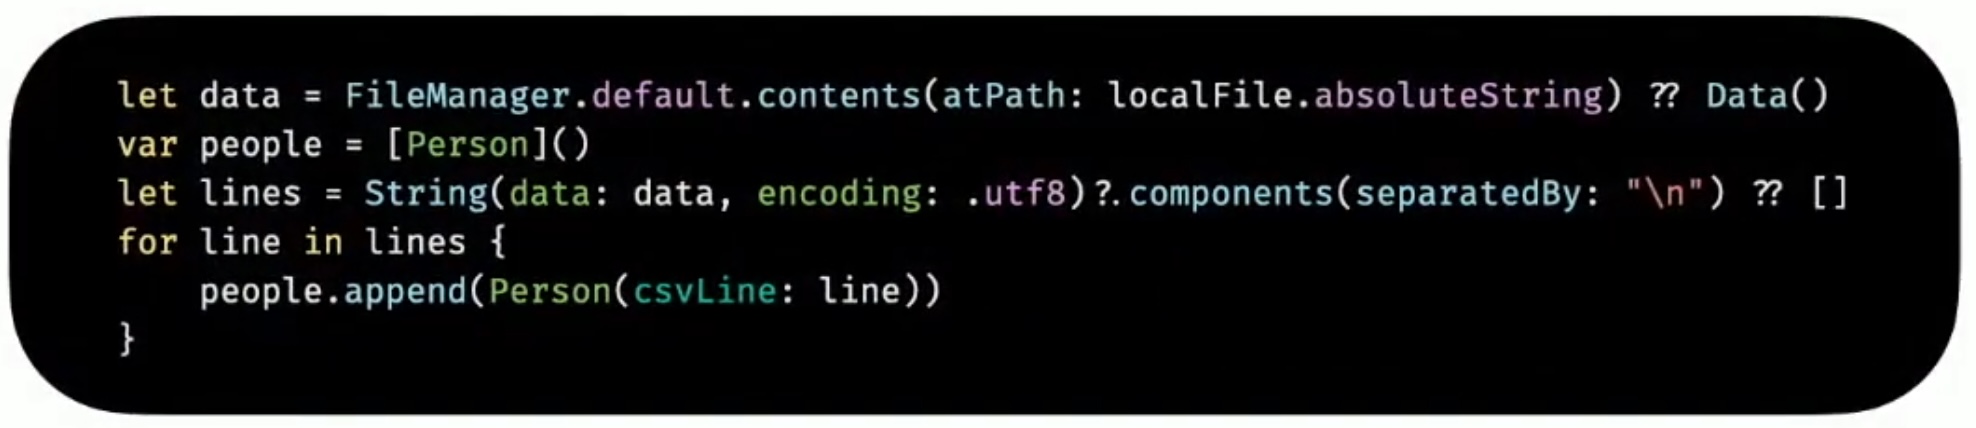 let data = FileManager.default.contents(atPath: localFile.absoluteString) ?? Data()
var people = [Person]()
let lines = String(data: data, encoding: .utf8)?.components(separatedBy: "\n") ?? []
for line in lines {
    people.append(Person(csvLine: line))
}